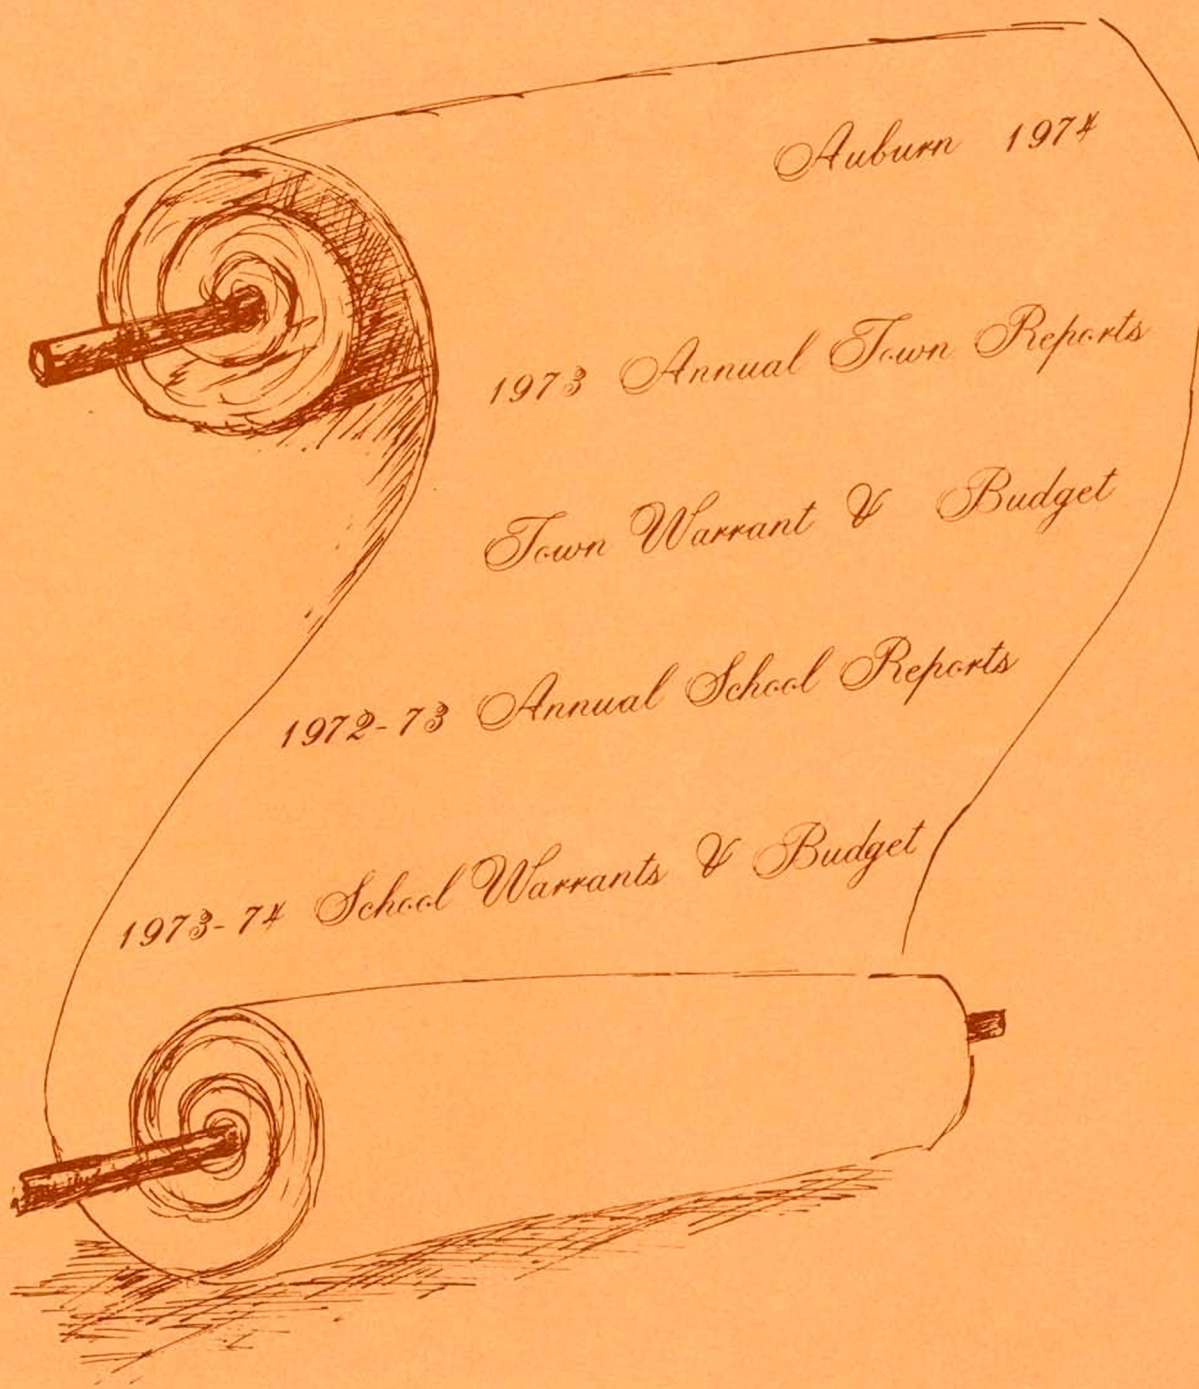 Auburn 1974
1973 Annual Town Reports
Town Warrant & Budget
1972-73 Annual School Reports
1973-74 School Warrants & Budget